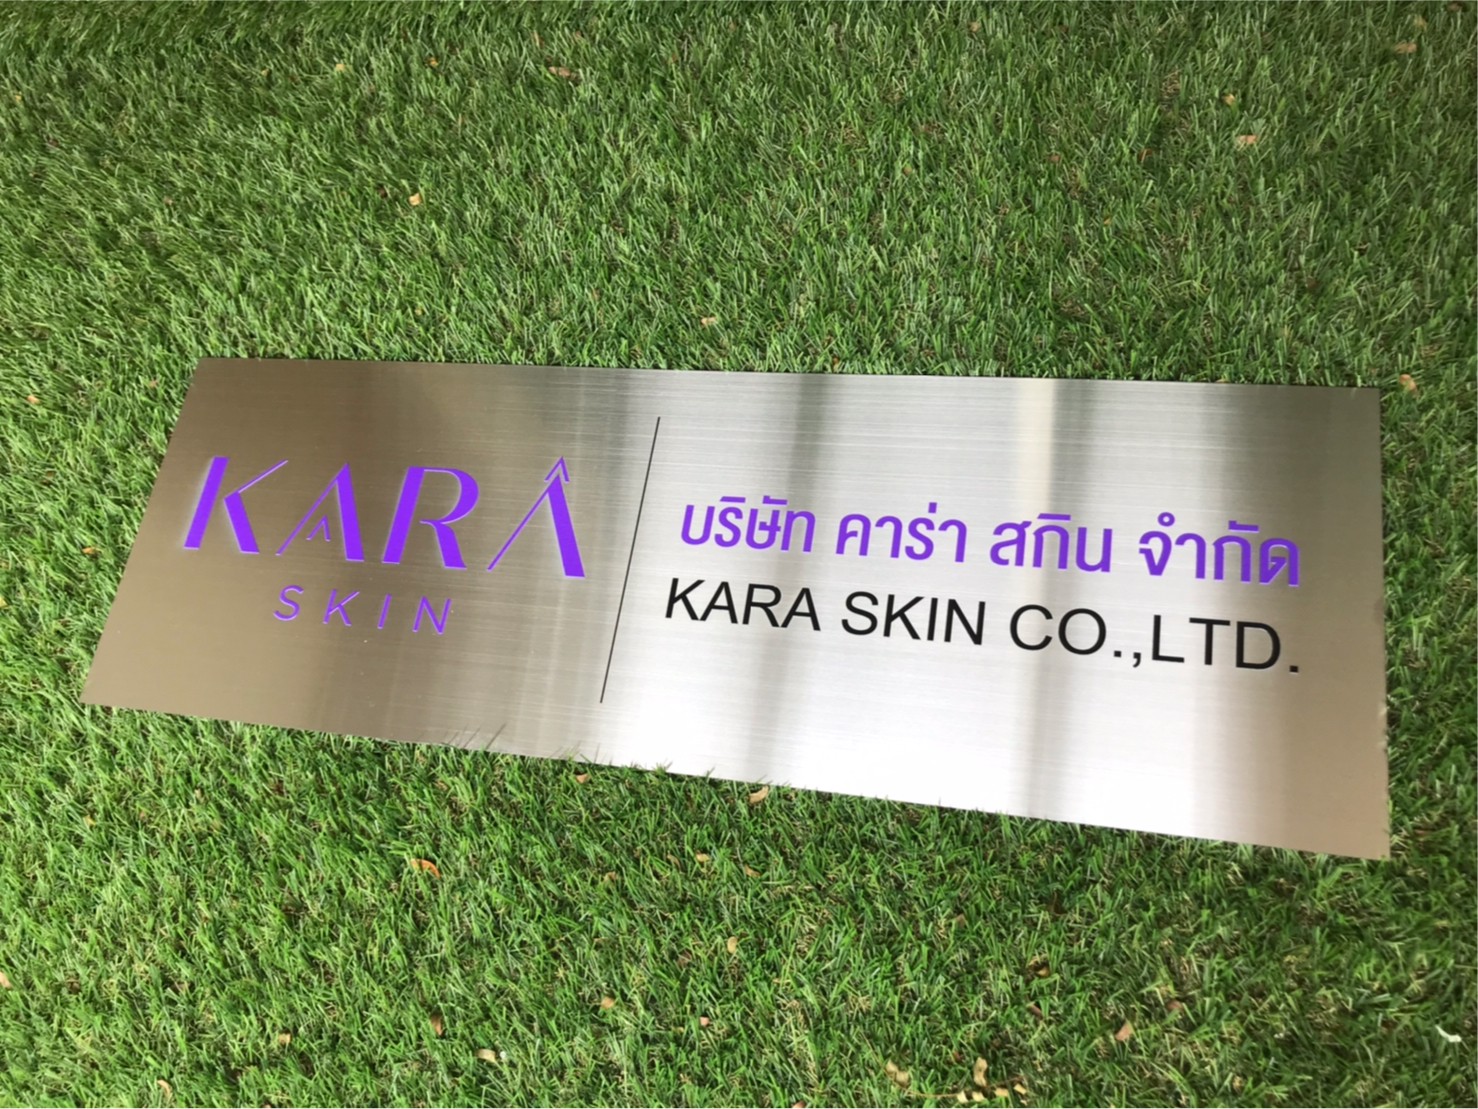 KARÂ
SKIN
บริษัท คาร่า สกิน จำกัด
KARA SKIN CO.,LTD.